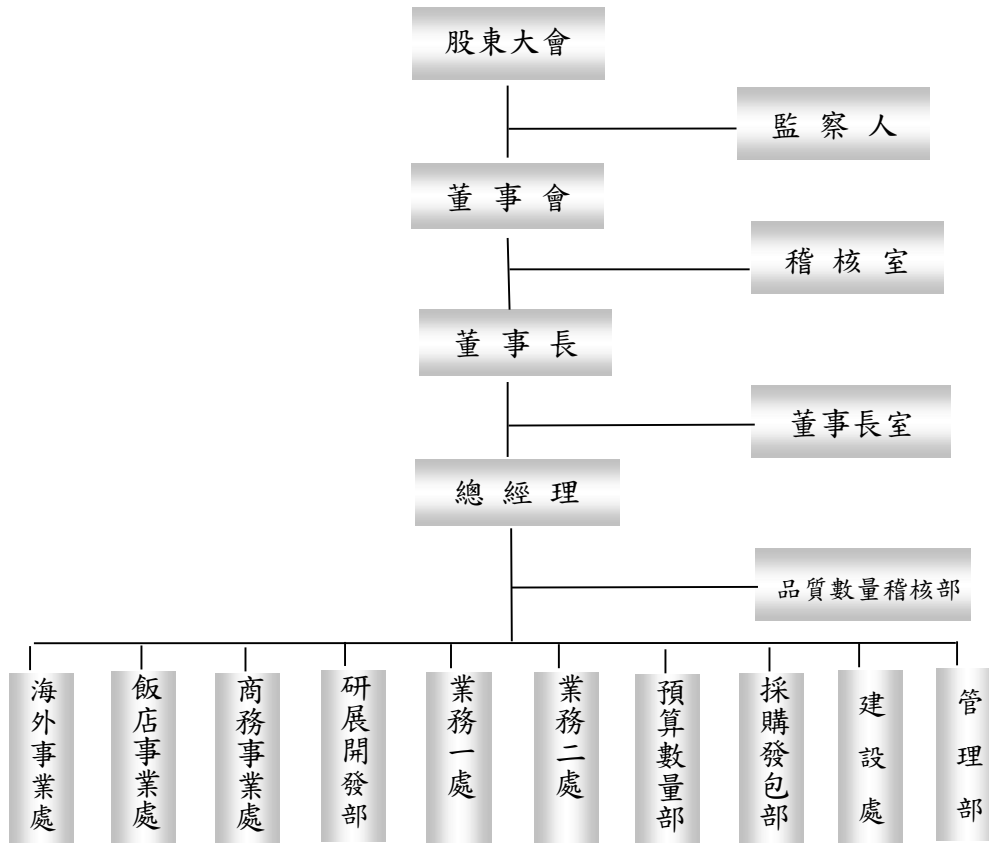 股東大會
監察人
董事會
稽核室
董事長
董事長室
總經理
品質數量稽核部
海外事業處
飯店事業處
商務事業處
研展開發部
業務一處
業務二處
預算數量部
採購發包部
建設處
管理部